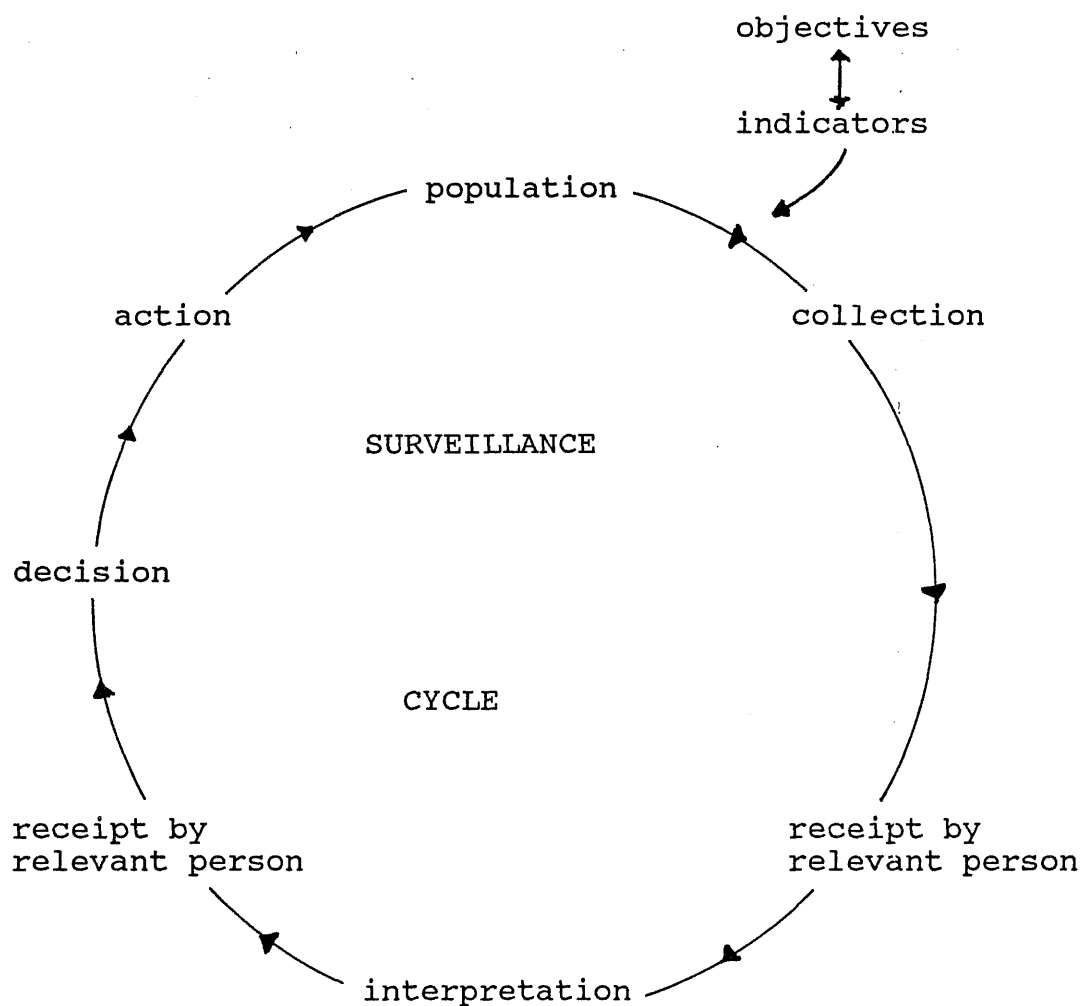 objectives
indicators
population
action
collection
SURVEILLANCE
decision
CYCLE
receipt by
relevant person
receipt by
relevant person
interpretation